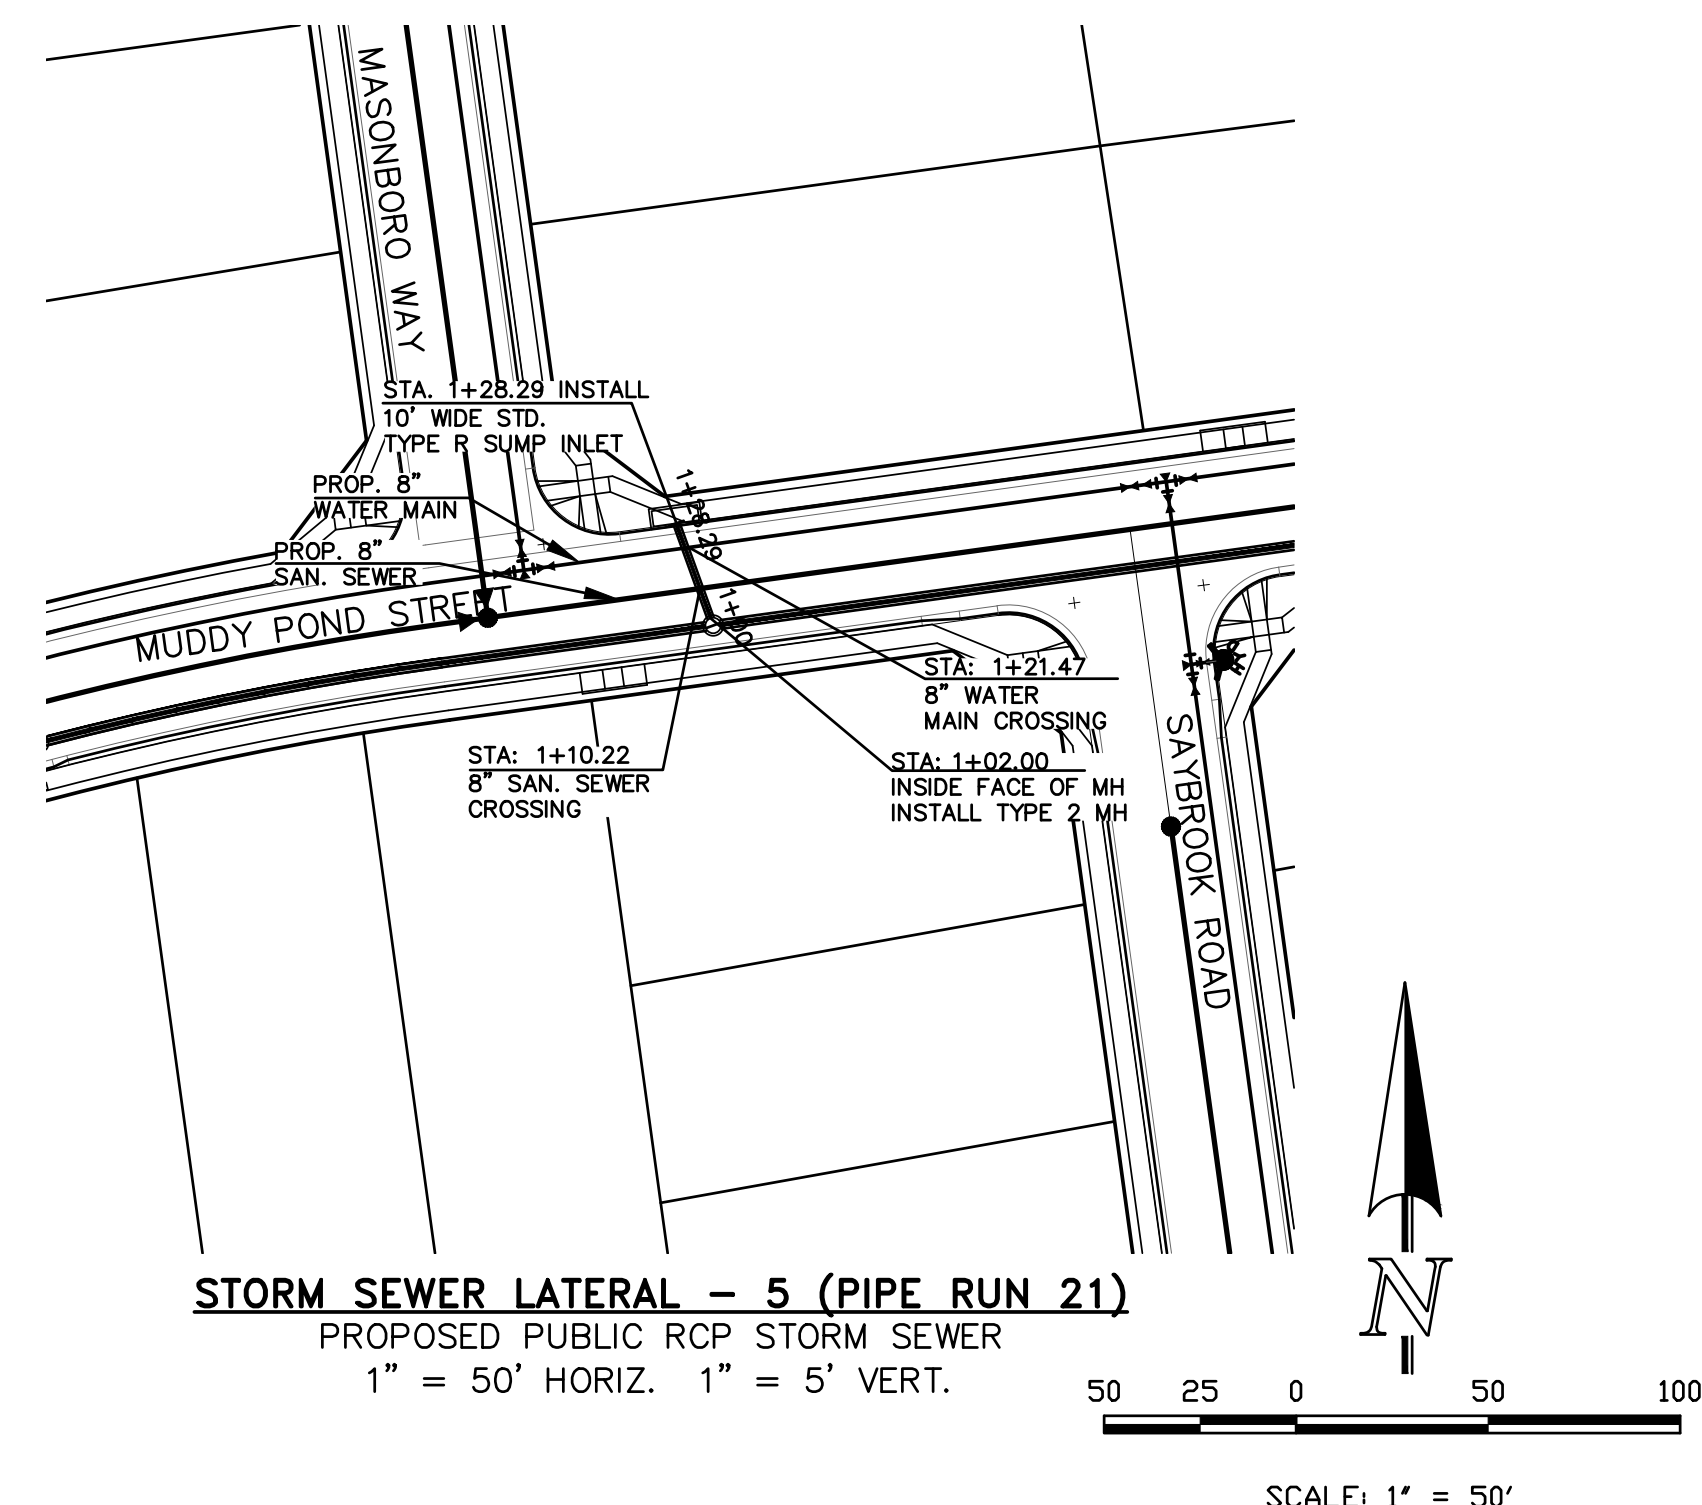 MASONBORO WAY
STA. 1+28.29 INSTALL
10' WIDE STD.
TYPE R SUMP INLET
PROP. 8"
WATER MAIN
PROP. 8"
SAN. SEWER
1+28.29
1+00
MUDDY POND STREET
STA: 1+21.47
8" WATER
MAIN CROSSING
STA: 1+10.22
8" SAN. SEWER
CROSSING
STA: 1+02.00
INSIDE FACE OF MH
INSTALL TYPE 2 MH
SAYBROOK ROAD
N
STORM SEWER LATERAL - 5 (PIPE RUN 21)
PROPOSED PUBLIC RCP STORM SEWER
1" = 50' HORIZ. 1" = 5' VERT.
50 25 0 50 100
SCALE: 1" = 50'